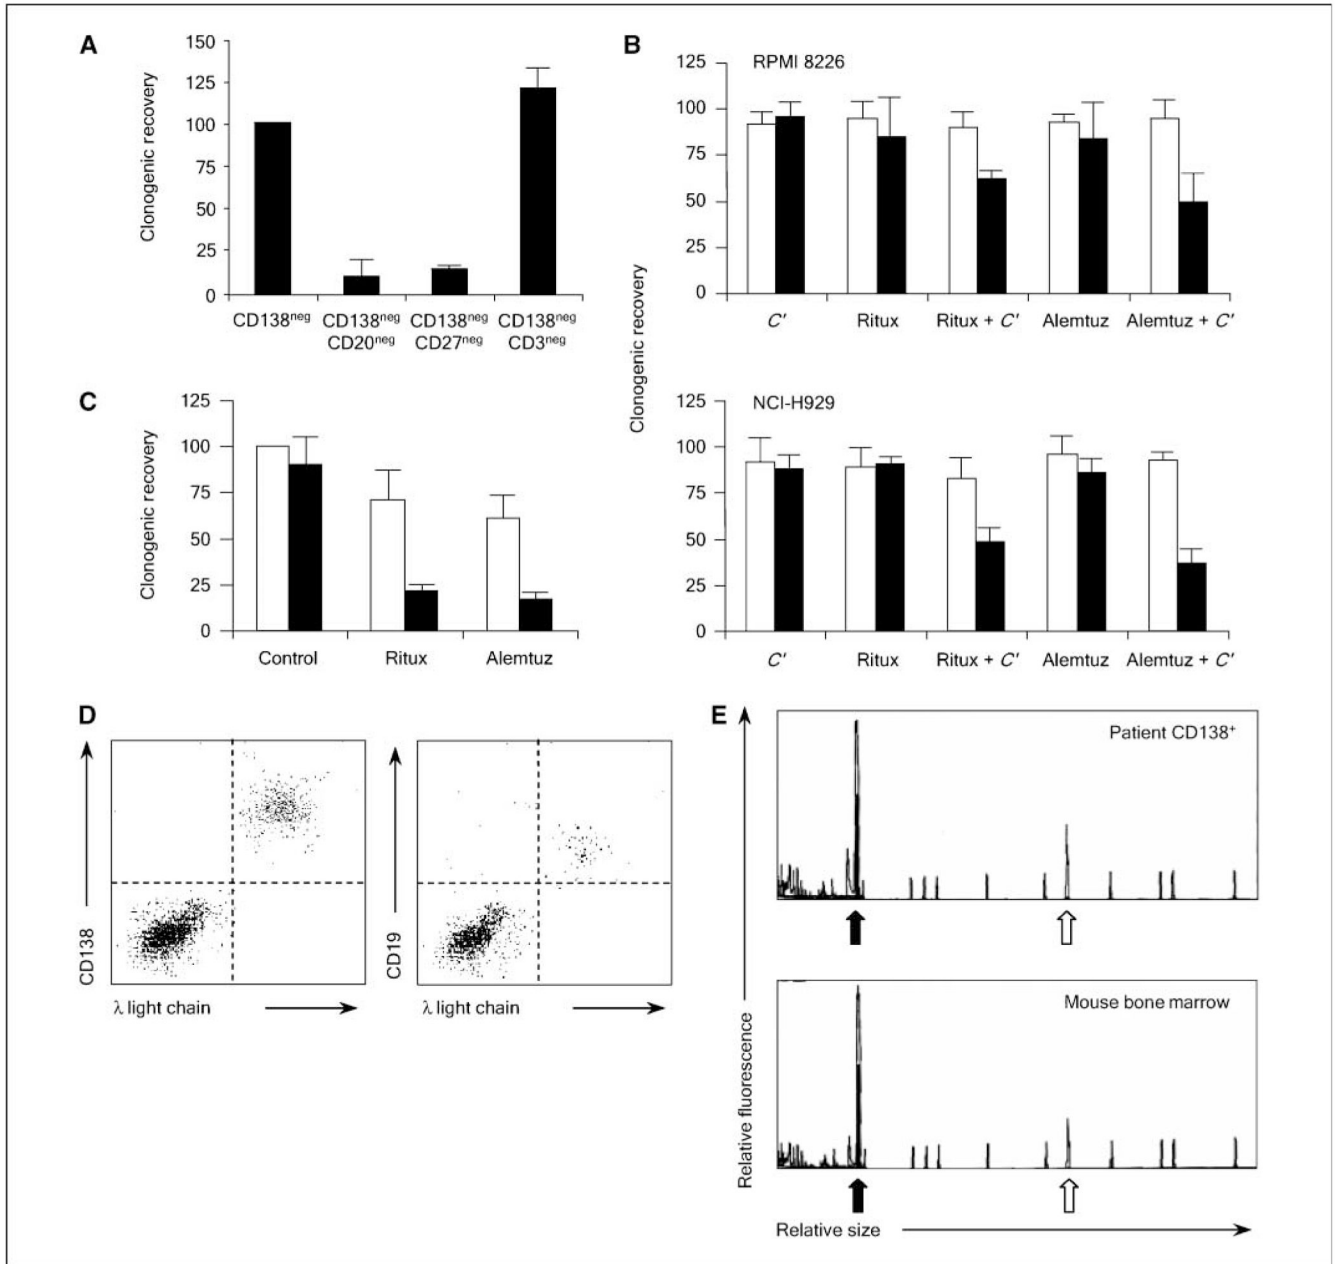 A
150
125
100
75
50
25
0
Clonogenic recovery
CD138neg
CD138neg
CD20neg
CD138neg
CD27neg
CD138neg
CD3neg
B
RPMI 8226
125
100
75
50
25
0
C' Ritux Ritux + C' Alemtuz Alemtuz + C'
Clonogenic recovery
NCI-H929
125
100
75
50
25
0
C' Ritux Ritux + C' Alemtuz Alemtuz + C'
C
125
100
75
50
25
0
Clonogenic recovery
Control Ritux Alemtuz
D
CD138
λ light chain
CD19
λ light chain
E
Patient CD138+
Mouse bone marrow
Relative fluorescence
Relative size